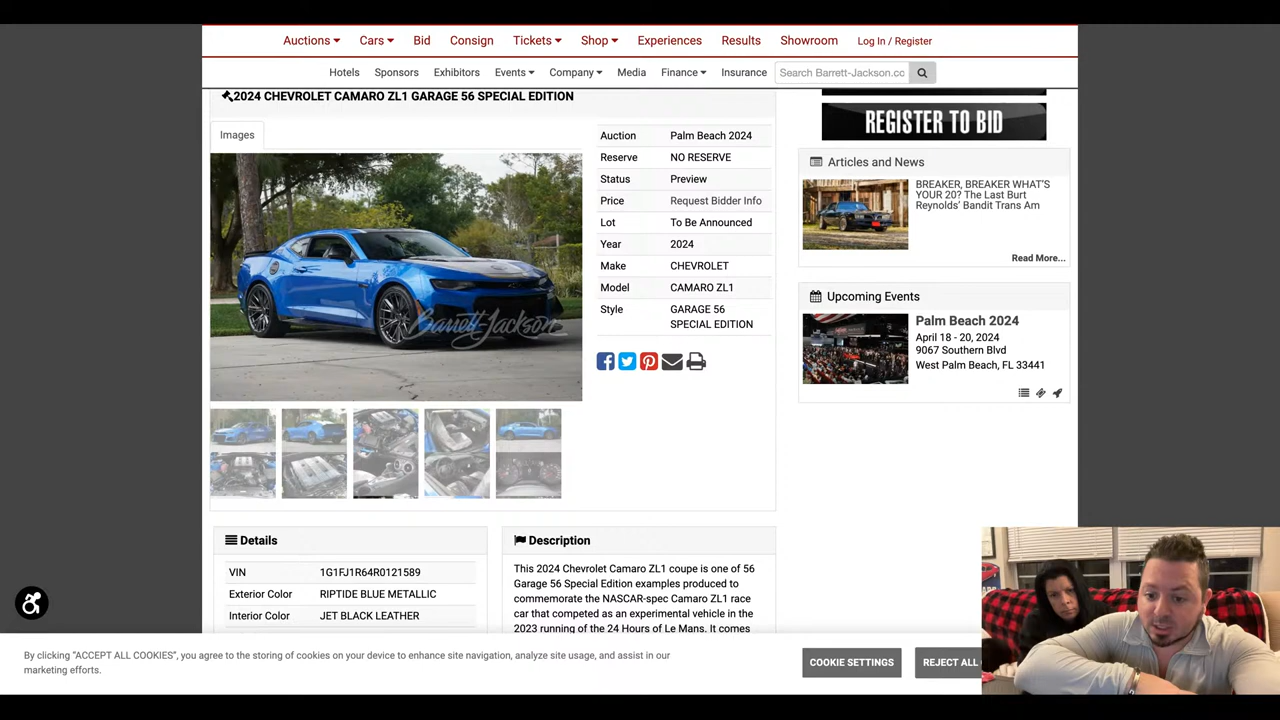 Auctions Cars Bid Consign Tickets Shop Experiences Results Showroom Log In / Register
Hotels Sponsors Exhibitors Events Company Media Finance Insurance Search Barrett-Jackson.cc
2024 CHEVROLET CAMARO ZL1 GARAGE 56 SPECIAL EDITION
Images
Barrett-Jackson
Auction Palm Beach 2024
Reserve NO RESERVE
Status Preview
Price Request Bidder Info
Lot To Be Announced
Year 2024
Make CHEVROLET
Model CAMARO ZL1
Style GARAGE 56
SPECIAL EDITION
REGISTER TO BID
Articles and News
BREAKER, BREAKER WHAT'S
YOUR 20? The Last Burt
Reynolds' Bandit Trans Am
Read More...
Upcoming Events
Palm Beach 2024
April 18 - 20, 2024
9067 Southern Blvd
West Palm Beach, FL 33441
Details
VIN 1G1FJ1R64R0121589
Exterior Color RIPTIDE BLUE METALLIC
Interior Color JET BLACK LEATHER
Description
This 2024 Chevrolet Camaro ZL1 coupe is one of 56
Garage 56 Special Edition examples produced to
commemorate the NASCAR-spec Camaro ZL1 race
car that competed as an experimental vehicle in the
2023 running of the 24 Hours of Le Mans. It comes
By clicking "ACCEPT ALL COOKIES", you agree to the storing of cookies on your device to enhance site navigation, analyze site usage, and assist in our
marketing efforts.
COOKIE SETTINGS
REJECT ALL